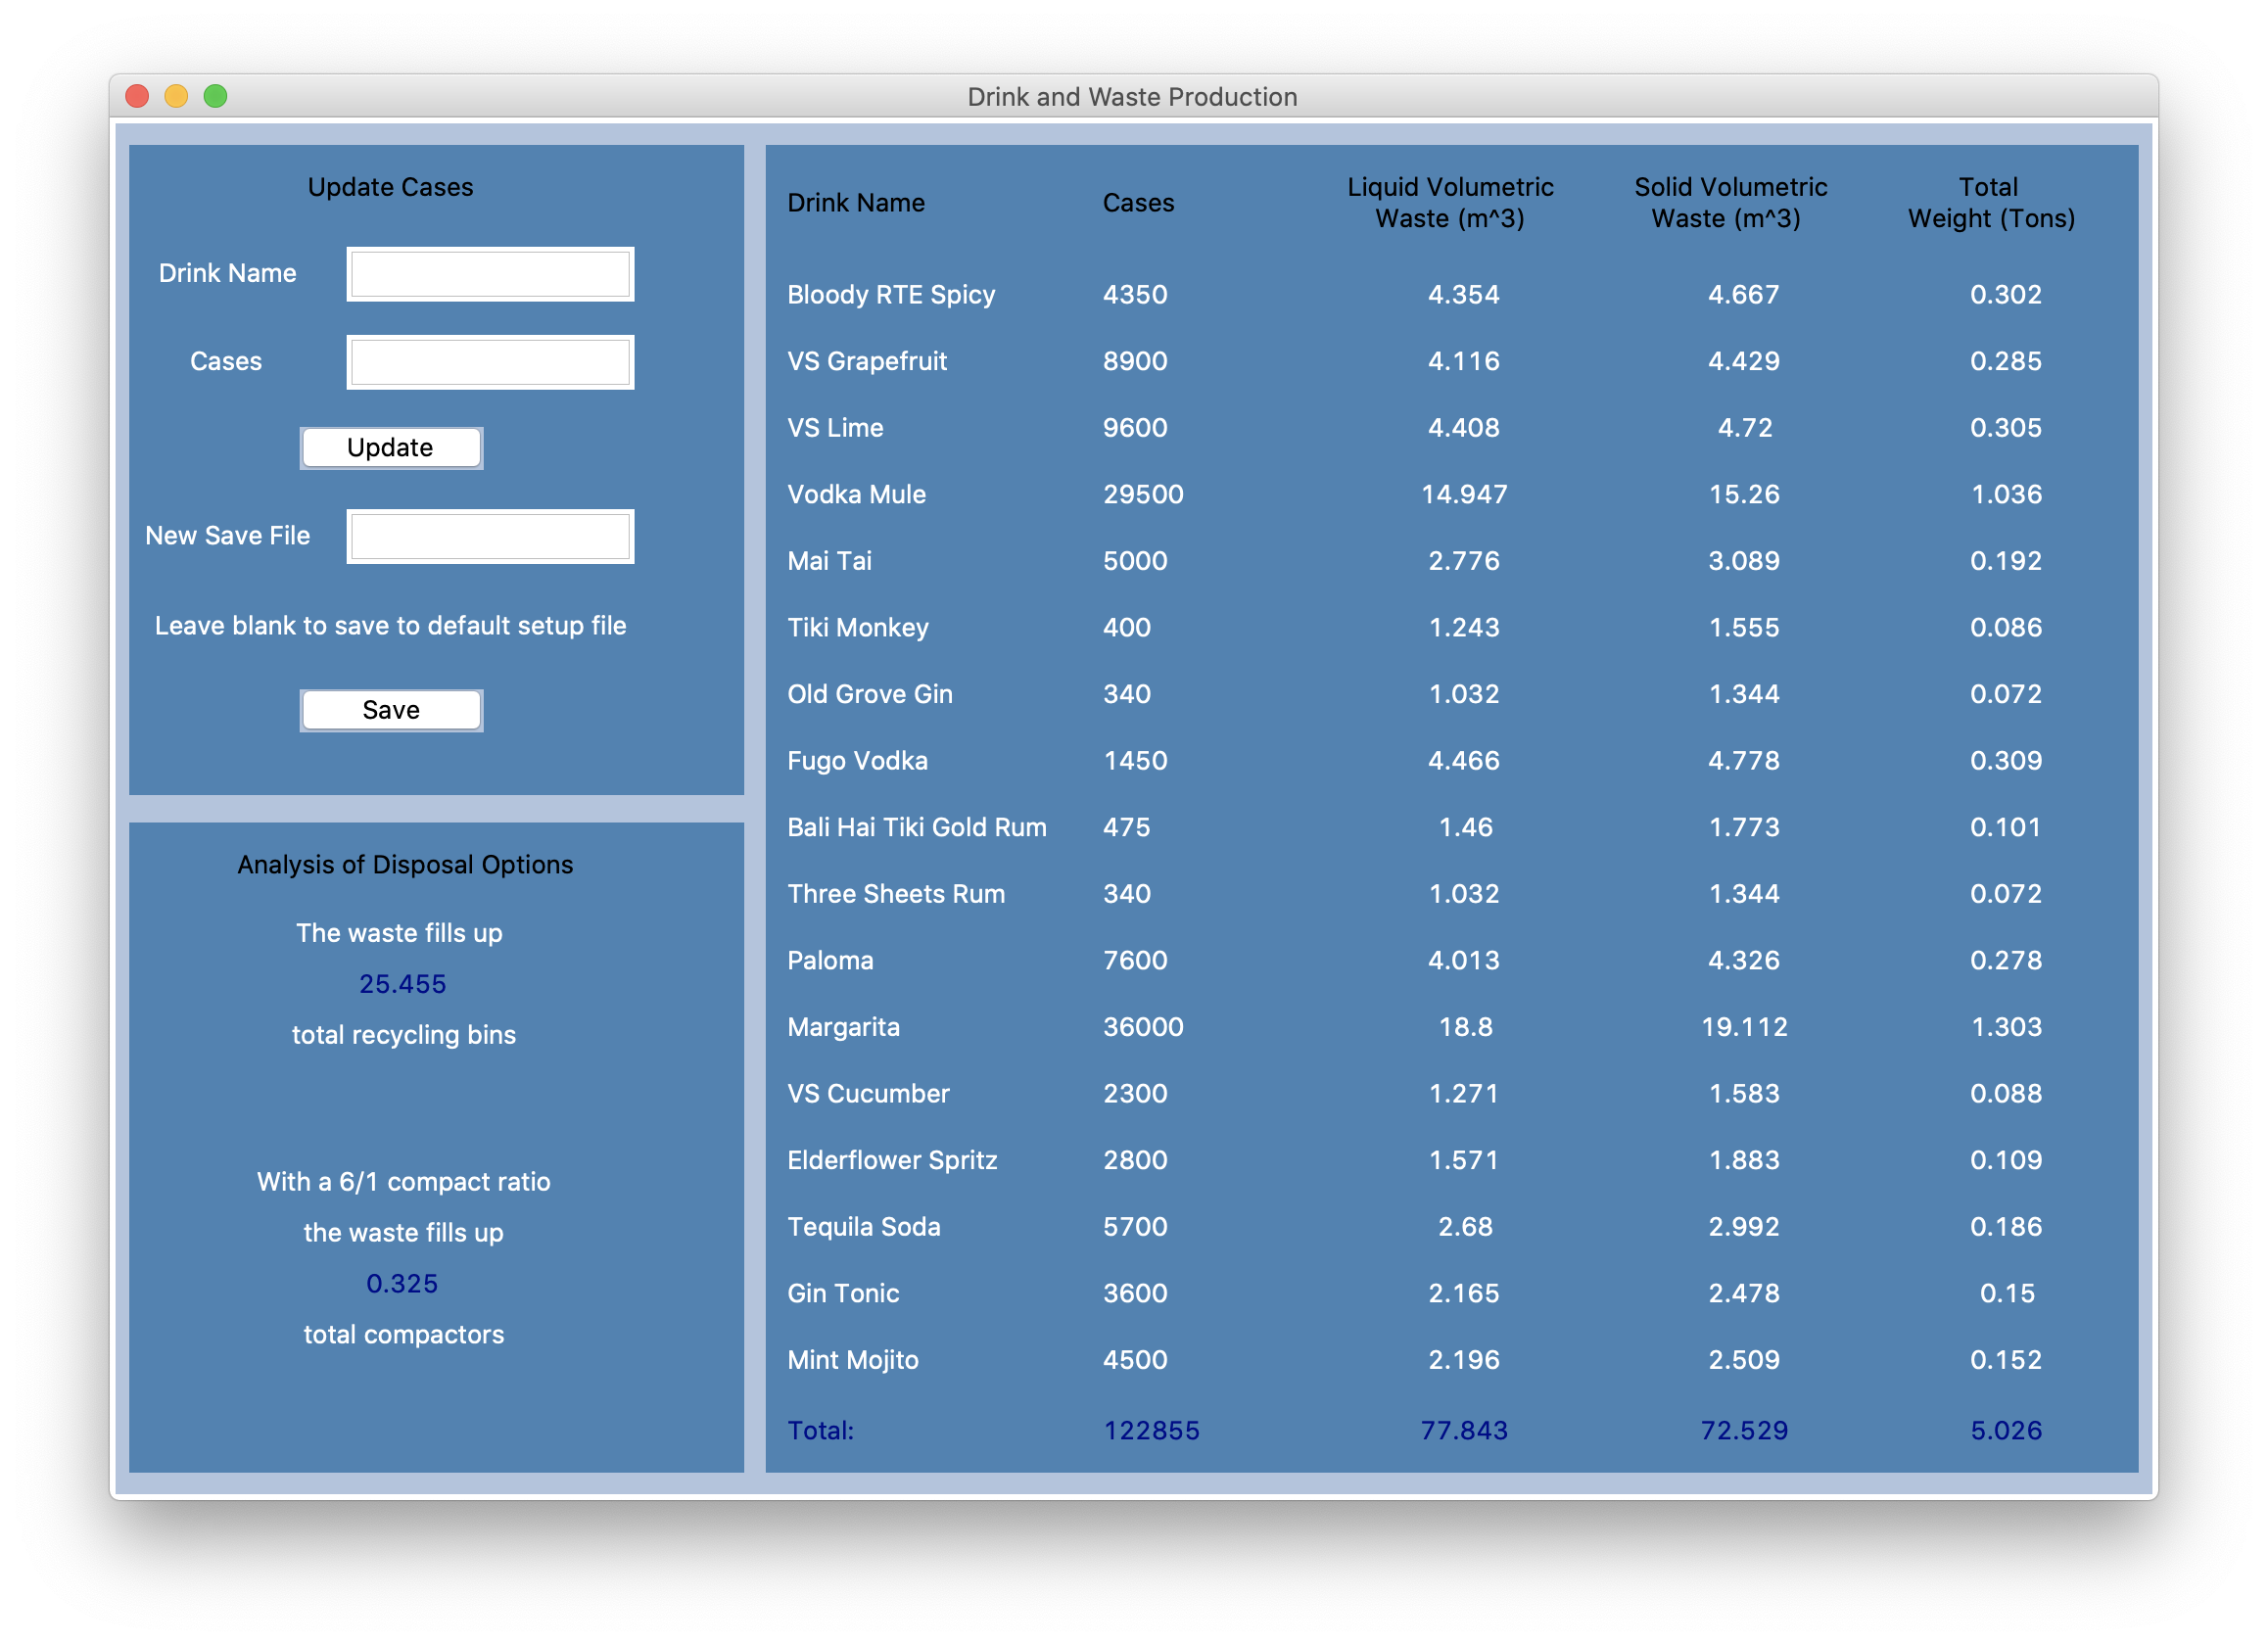 Drink and Waste Production
Update Cases
Drink Name
Cases
Update
New Save File
Leave blank to save to default setup file
Save
Analysis of Disposal Options
The waste fills up
25.455
total recycling bins
With a 6/1 compact ratio
the waste fills up
0.325
total compactors
Drink Name Cases Liquid Volumetric Waste (m^3) Solid Volumetric Waste (m^3) Total Weight (Tons)
Bloody RTE Spicy 4350 4.354 4.667 0.302
VS Grapefruit 8900 4.116 4.429 0.285
VS Lime 9600 4.408 4.72 0.305
Vodka Mule 29500 14.947 15.26 1.036
Mai Tai 5000 2.776 3.089 0.192
Tiki Monkey 400 1.243 1.555 0.086
Old Grove Gin 340 1.032 1.344 0.072
Fugo Vodka 1450 4.466 4.778 0.309
Bali Hai Tiki Gold Rum 475 1.46 1.773 0.101
Three Sheets Rum 340 1.032 1.344 0.072
Paloma 7600 4.013 4.326 0.278
Margarita 36000 18.8 19.112 1.303
VS Cucumber 2300 1.271 1.583 0.088
Elderflower Spritz 2800 1.571 1.883 0.109
Tequila Soda 5700 2.68 2.992 0.186
Gin Tonic 3600 2.165 2.478 0.15
Mint Mojito 4500 2.196 2.509 0.152
Total: 122855 77.843 72.529 5.026